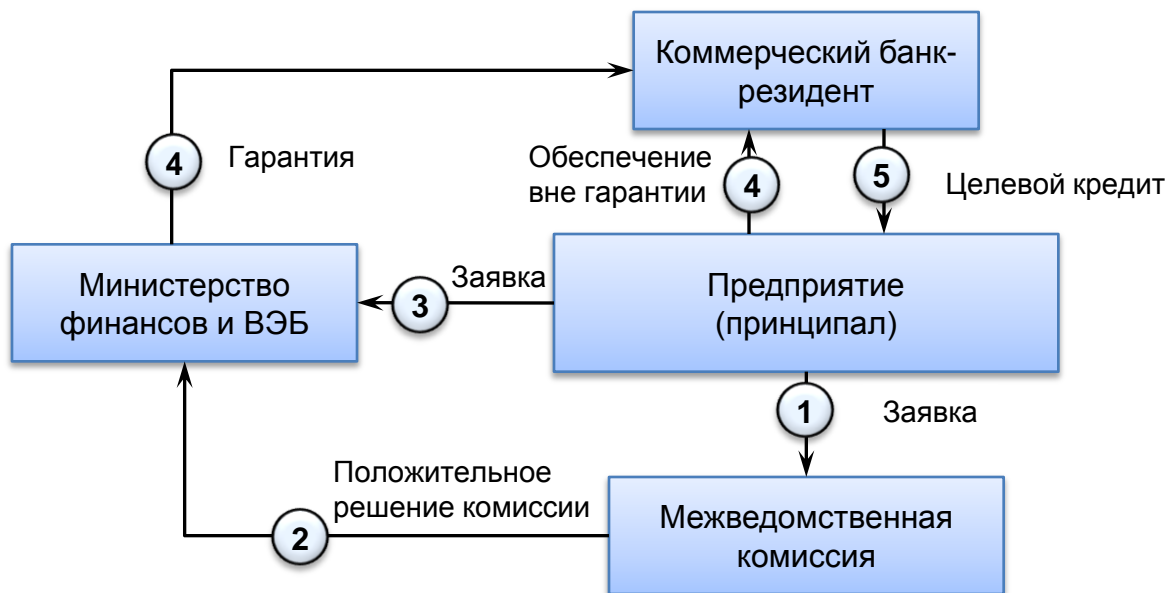 Коммерческий банк-
резидент
4
Гарантия
Обеспечение
вне гарантии
4
5
Целевой кредит
Министерство
финансов и ВЭБ
3
Заявка
Предприятие
(принципал)
1
Заявка
Положительное
решение комиссии
2
Межведомственная
комиссия